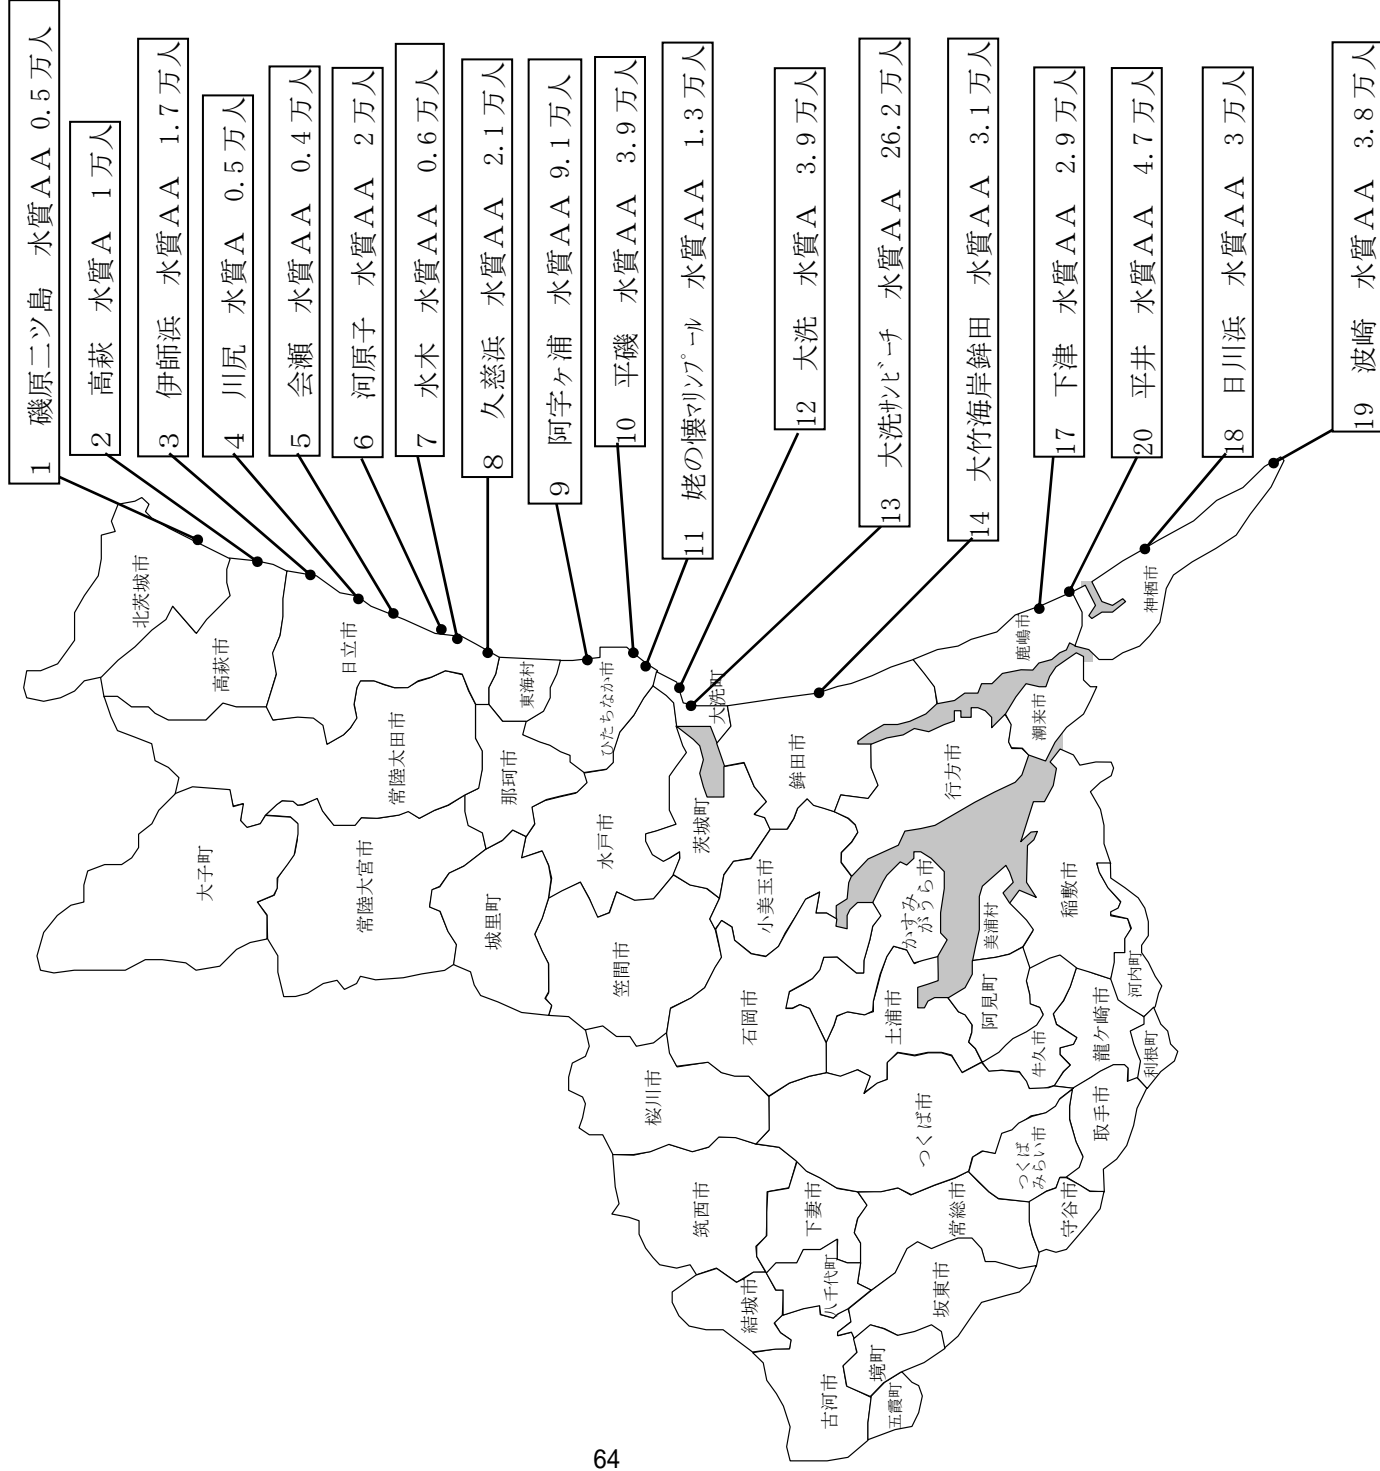 1　磯原二ツ島　水質AA 0.5万人
2　高萩　水質A　1万人
3　伊師浜　水質AA　1.7万人
4　川尻　水質A　0.5万人
5　会瀬　水質AA　0.4万人
6　河原子　水質AA　2万人
7　水木　水質AA　0.6万人
8　久慈浜　水質AA　2.1万人
9　阿字ヶ浦　水質AA 9.1万人
10　平磯　水質AA　3.9万人
11　姥の懐ﾏﾘﾝﾌﾟｰﾙ　水質AA　1.3万人
12　大洗　水質A　3.9万人
13　大洗ｻﾝﾋﾞｰﾁ　水質AA　26.2万人
14　大竹海岸鉾田　水質AA　3.1万人
17　下津　水質AA　2.9万人
20　平井　水質AA　4.7万人
18　日川浜　水質AA　3万人
19　波崎　水質AA　3.8万人
北茨城市
高萩市
日立市
東海村
ひたちなか市
大洗町
鹿嶋市
神栖市
常陸太田市
那珂市
鉾田市
潮来市
大子町
常陸大宮市
城里町
水戸市
茨城町
行方市
笠間市
小美玉市
かすみ
がうら市
美浦村
稲敷市
石岡市
土浦市
阿見町
牛久市
龍ケ崎市
河内町
利根町
桜川市
つくば市
つくば
みらい市
取手市
筑西市
下妻市
常総市
守谷市
結城市
八千代町
坂東市
古河市
境町
五霞町
64